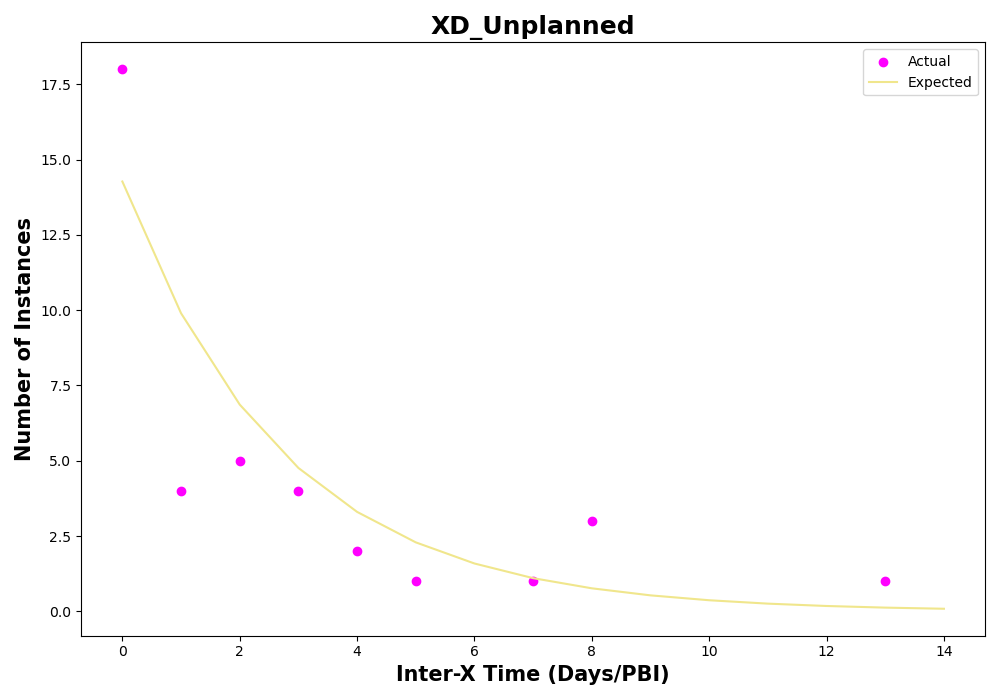 XD_Unplanned
Actual
Expected
Number of Instances
17.5
15.0
12.5
10.0
7.5
5.0
2.5
0.0
0 2 4 6 8 10 12 14
Inter-X Time (Days/PBI)